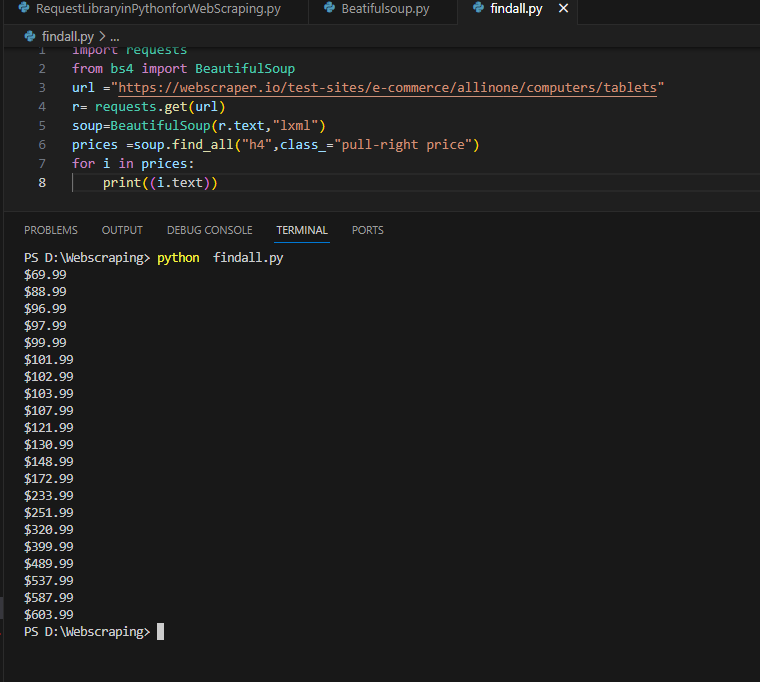 RequestLibraryinPythonforWebScraping.py Beatifulsoup.py findall.py
findall.py > ...
1 import requests
2 from bs4 import BeautifulSoup
3 url ="https://webscraper.io/test-sites/e-commerce/allinone/computers/tablets"
4 r= requests.get(url)
5 soup=BeautifulSoup(r.text,"lxml")
6 prices =soup.find_all("h4",class_="pull-right price")
7 for i in prices:
8     print((i.text))
PROBLEMS OUTPUT DEBUG CONSOLE TERMINAL PORTS
PS D:\Webscraping> python  findall.py
$69.99
$88.99
$96.99
$97.99
$99.99
$101.99
$102.99
$103.99
$107.99
$121.99
$130.99
$148.99
$172.99
$233.99
$251.99
$320.99
$399.99
$489.99
$537.99
$587.99
$603.99
PS D:\Webscraping>